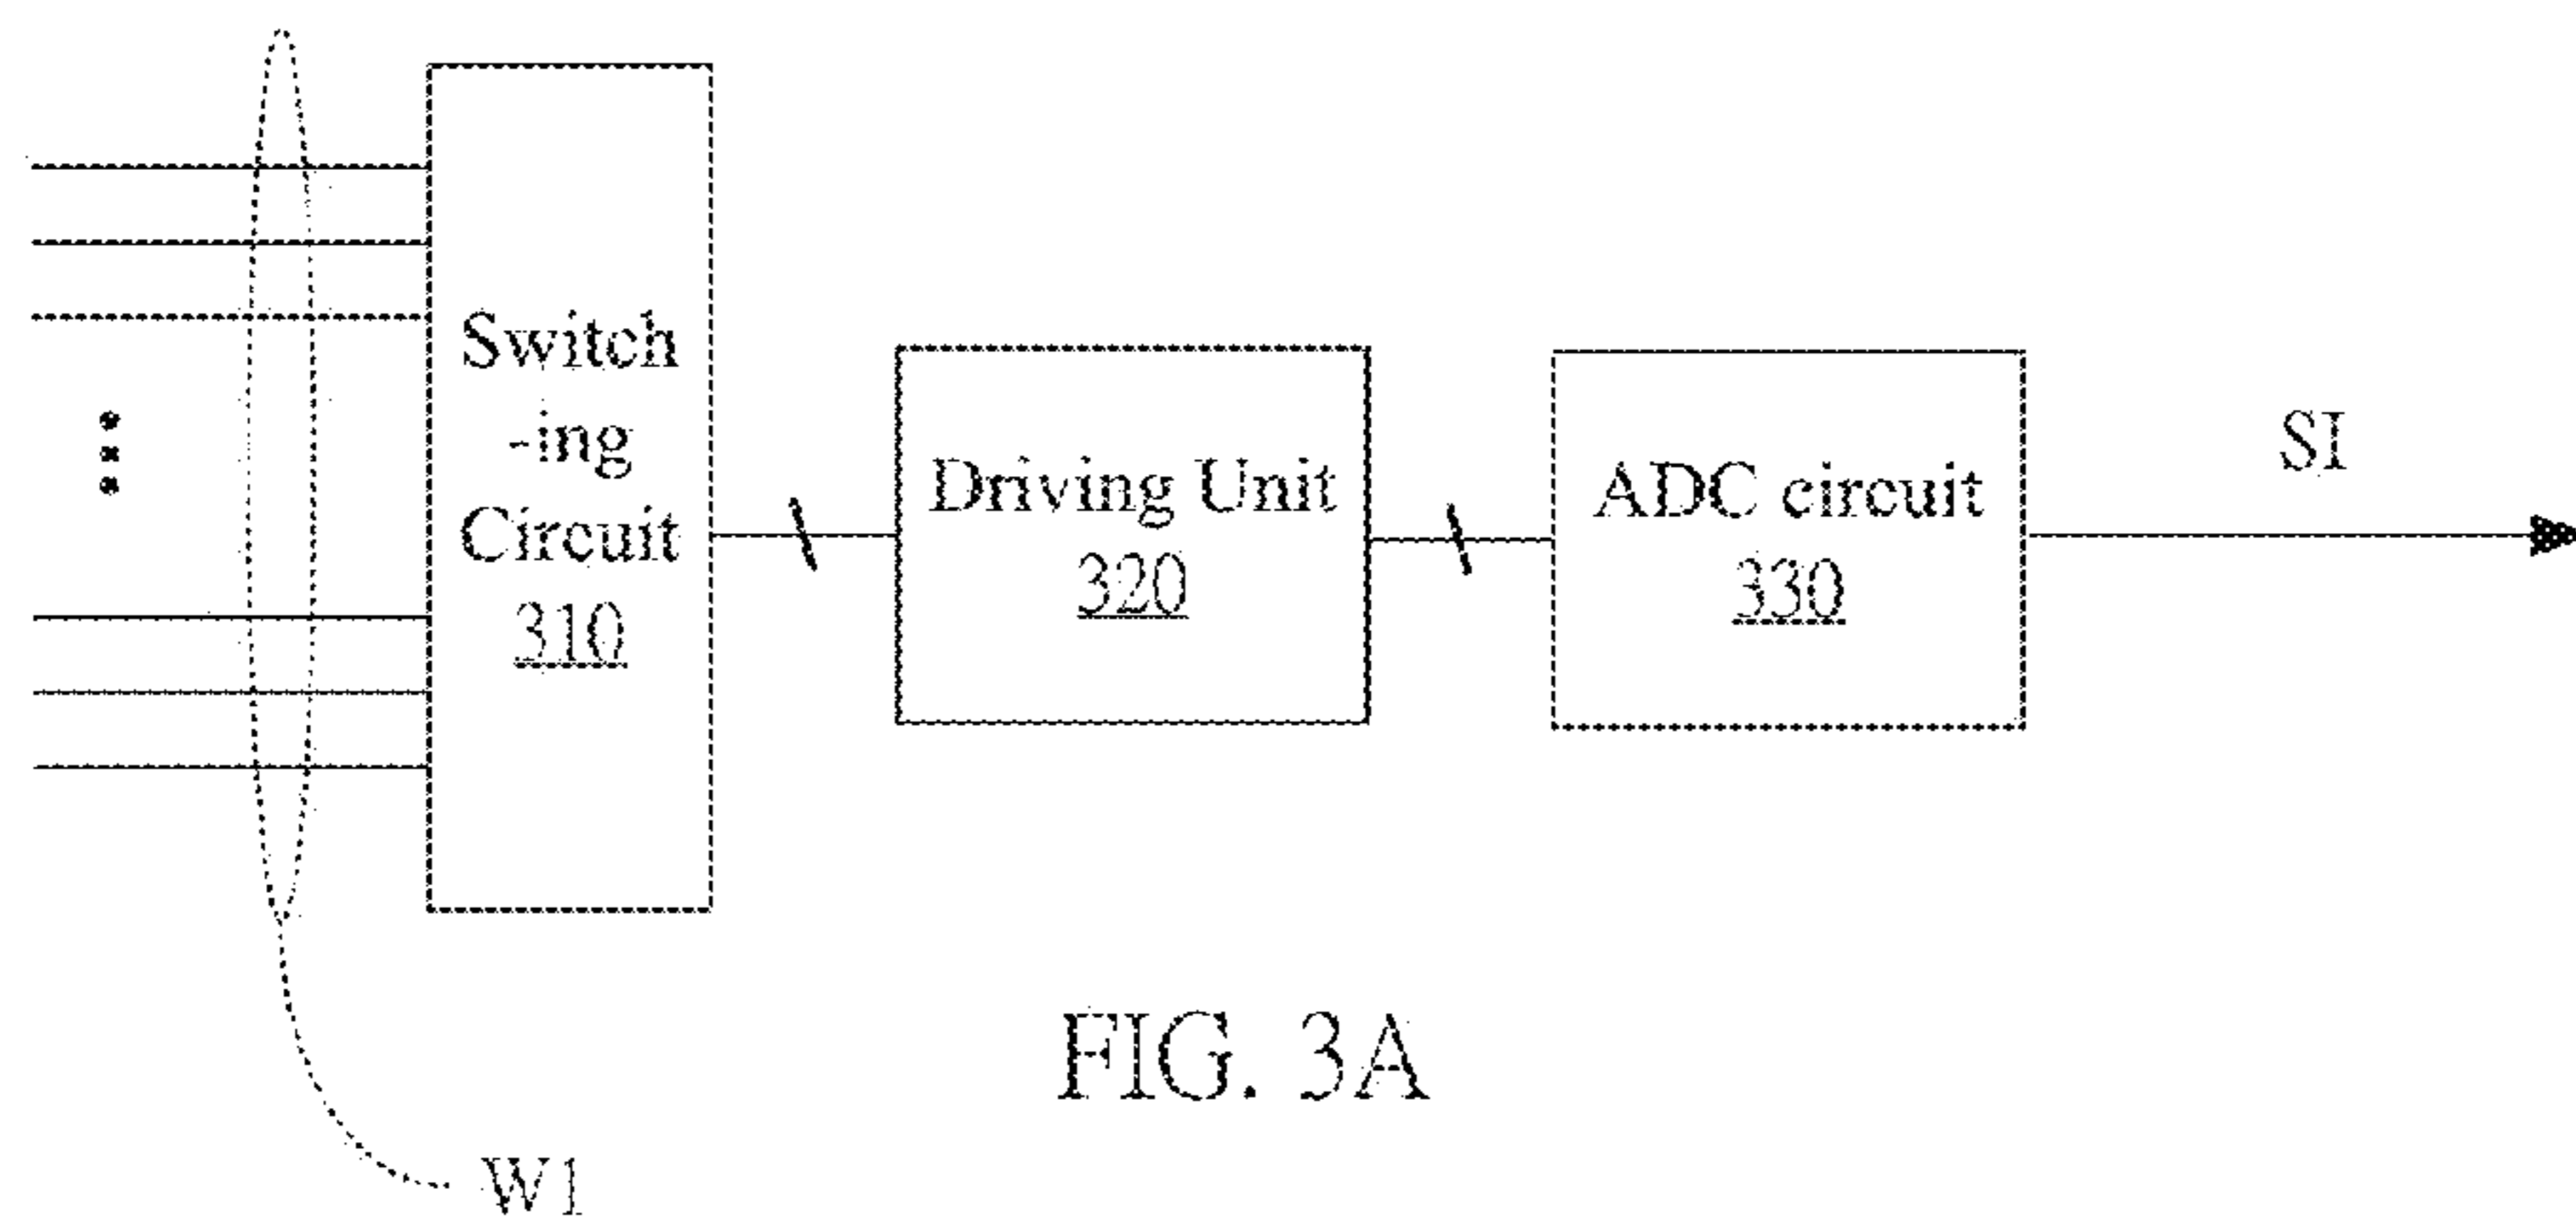 Switch
-ing
Circuit
310
Driving Unit
320
ADC circuit
330
SI
FIG. 3A
W1